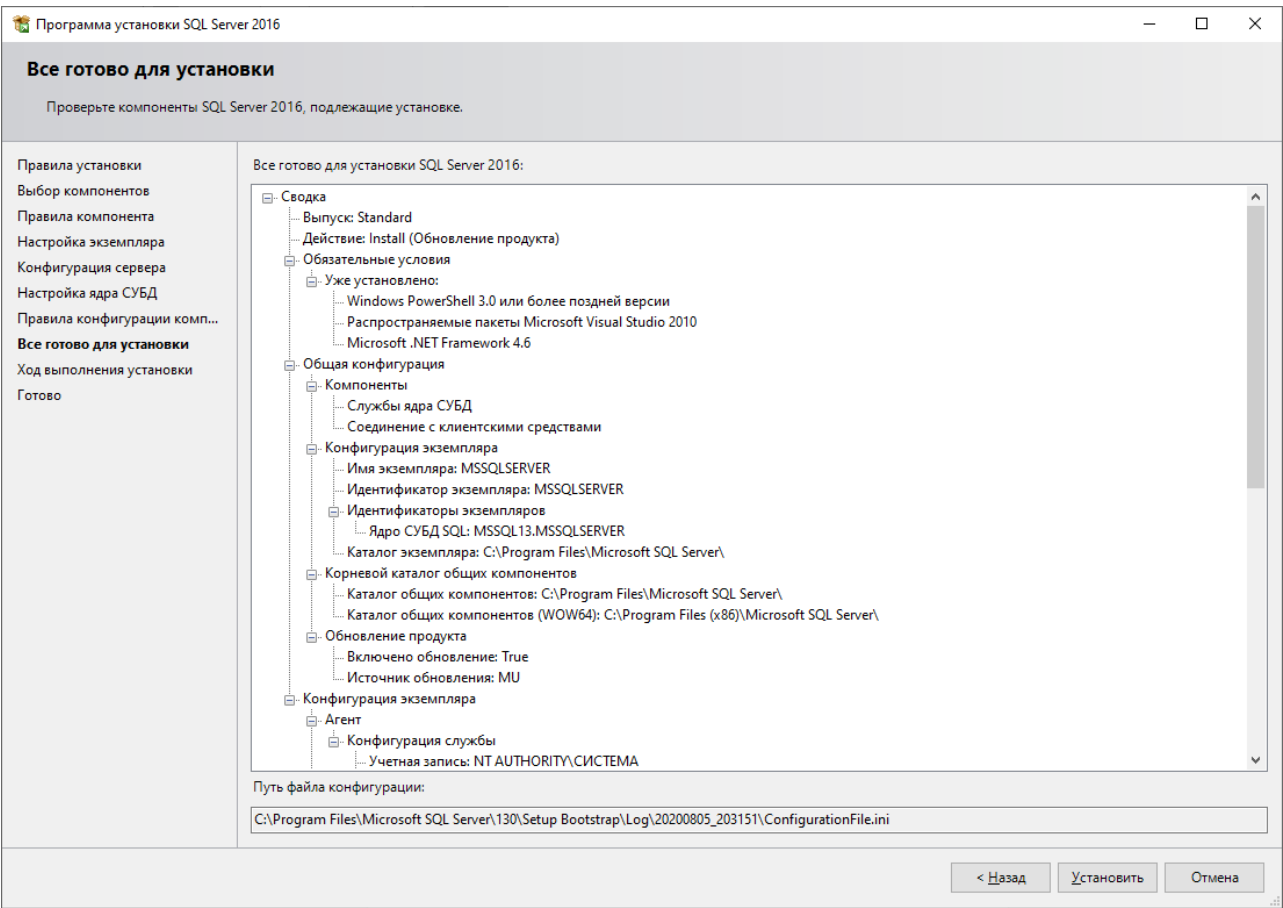 Программа установки SQL Server 2016
Все готово для установки
Проверьте компоненты SQL Server 2016, подлежащие установке.
Правила установки
Выбор компонентов
Правила компонента
Настройка экземпляра
Конфигурация сервера
Настройка ядра СУБД
Правила конфигурации комп...
Все готово для установки
Ход выполнения установки
Готово
Все готово для установки SQL Server 2016:
Сводка
Выпуск: Standard
Действие: Install (Обновление продукта)
Обязательные условия
Уже установлено:
Windows PowerShell 3.0 или более поздней версии
Распространяемые пакеты Microsoft Visual Studio 2010
Microsoft .NET Framework 4.6
Общая конфигурация
Компоненты
Службы ядра СУБД
Соединение с клиентскими средствами
Конфигурация экземпляра
Имя экземпляра: MSSQLSERVER
Идентификатор экземпляра: MSSQLSERVER
Идентификаторы экземпляров
Ядро СУБД SQL: MSSQL13.MSSQLSERVER
Каталог экземпляра: C:\Program Files\Microsoft SQL Server\
Корневой каталог общих компонентов
Каталог общих компонентов: C:\Program Files\Microsoft SQL Server\
Каталог общих компонентов (WOW64): C:\Program Files (x86)\Microsoft SQL Server\
Обновление продукта
Включено обновление: True
Источник обновления: MU
Конфигурация экземпляра
Агент
Конфигурация службы
Учетная запись: NT AUTHORITY\СИСТЕМА
Путь файла конфигурации:
C:\Program Files\Microsoft SQL Server\130\Setup Bootstrap\Log\20200805_203151\ConfigurationFile.ini
< Назад
Установить
Отмена